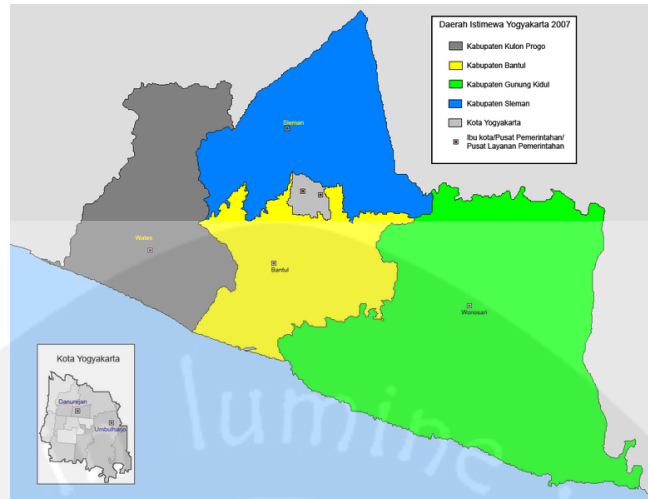 Daerah Istimewa Yogyakarta 2007
Kabupaten Kulon Progo
Kabupaten Bantul
Kabupaten Gunung Kidul
Kabupaten Sleman
Kota Yogyakarta
Ibu kota/Pusat Pemerintahan/
Pusat Layanan Pemerintahan
Sleman
Wates
Bantul
Wonosari
Kota Yogyakarta
Danurejan
Umbulharjo
lumine